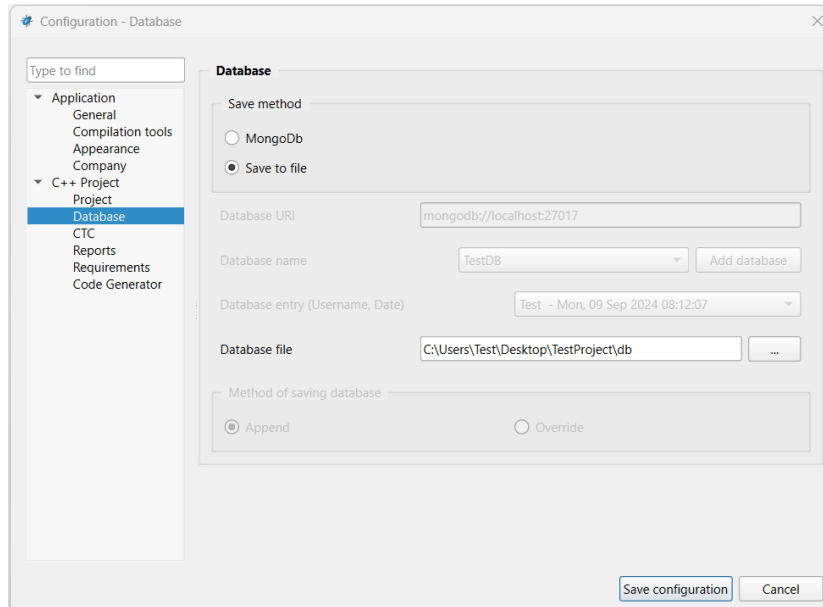 Configuration - Database
Type to find
Application
General
Compilation tools
Appearance
Company
C++ Project
Project
Database
CTC
Reports
Requirements
Code Generator
Database
Save method
MongoDb
Save to file
Database URI mongodb://localhost:27017
Database name TestDB Add database
Database entry (Username, Date) Test - Mon, 09 Sep 2024 08:12:07
Database file C:\Users\Test\Desktop\TestProject\db ...
Method of saving database
Append Override
Save configuration Cancel